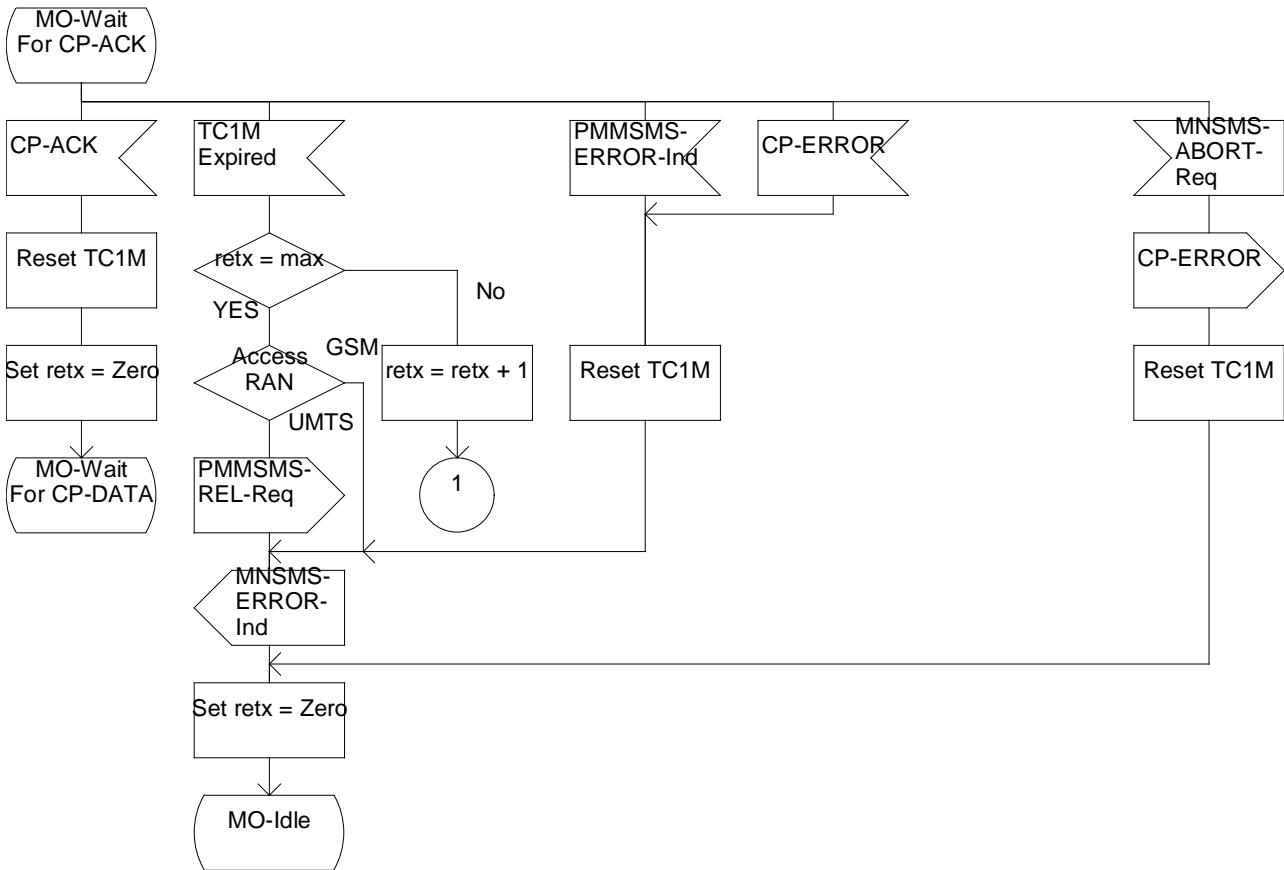 MO-Wait
For CP-ACK
CP-ACK
TC1M
Expired
PMMSMS-
ERROR-Ind
CP-ERROR
MNSMS-
ABORT-
Req
Reset TC1M
retx = max
No
YES
CP-ERROR
Set retx = Zero
Access
RAN
GSM
UMTS
retx = retx + 1
Reset TC1M
Reset TC1M
MO-Wait
For CP-DATA
PMMSMS-
REL-Req
1
MNSMS-
ERROR-
Ind
Set retx = Zero
MO-Idle